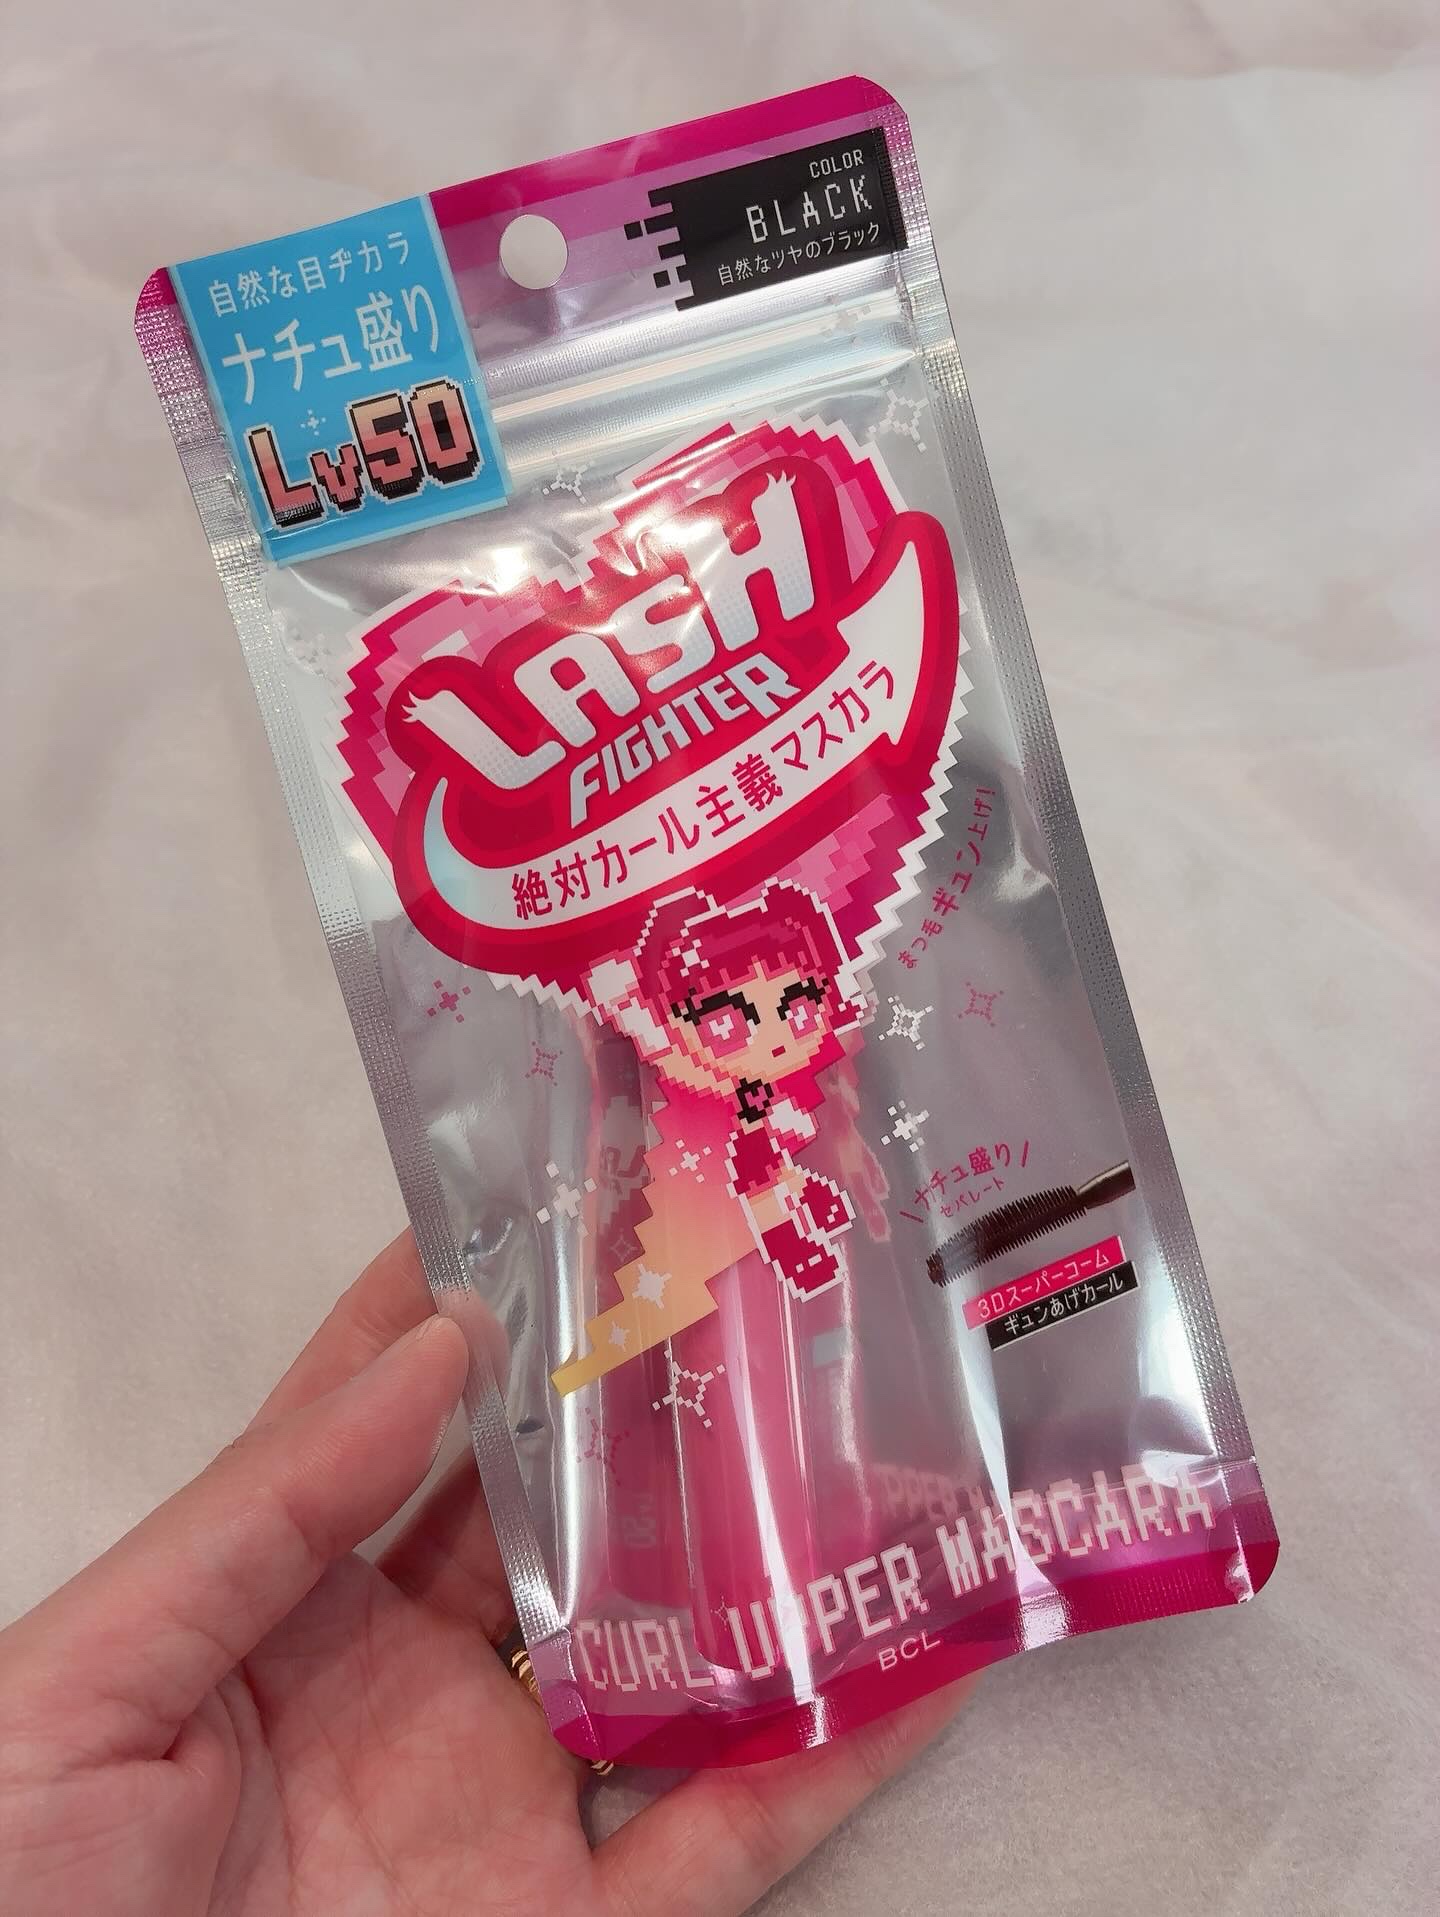 COLOR
BLACK
自然なツヤのブラック
自然な目ヂカラ
ナチュ盛り
Lv50
LASH
FIGHTER
絶対カール主義マスカラ
まつ毛ギュン上げ!
\ナチュ盛り/
セパレート
3Dスーパーコーム
ギュンあげカール
CURL UPPER MASCARA
BCL